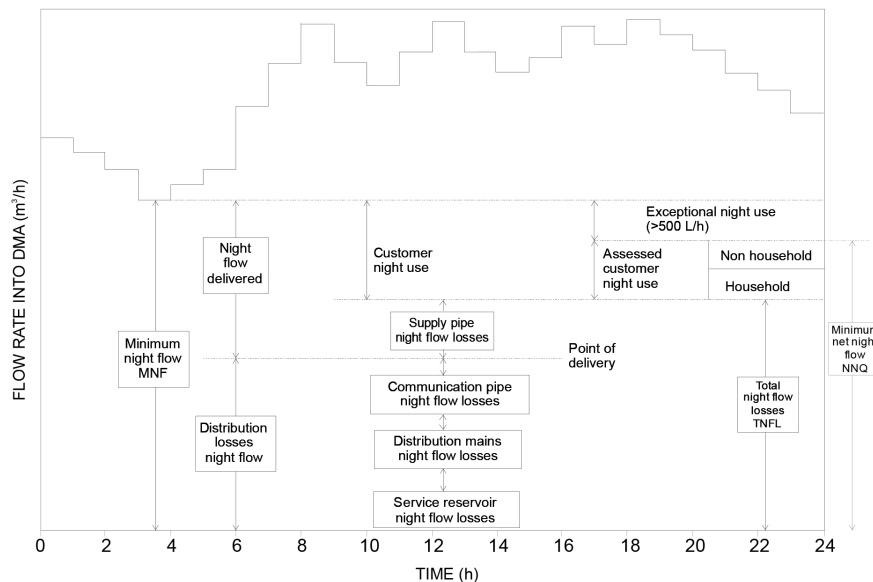 FLOW RATE INTO DMA (m³/h)
Exceptional night use
(>500 L/h)
Night
flow
delivered
Customer
night use
Assessed
customer
night use
Non household
Household
Supply pipe
night flow losses
Minimum
night flow
MNF
Point of
delivery
Minimum
net night
flow
NNQ
Communication pipe
night flow losses
Total
night flow
losses
TNFL
Distribution
losses
night flow
Distribution mains
night flow losses
Service reservoir
night flow losses
0 2 4 6 8 10 12 14 16 18 20 22 24
TIME (h)